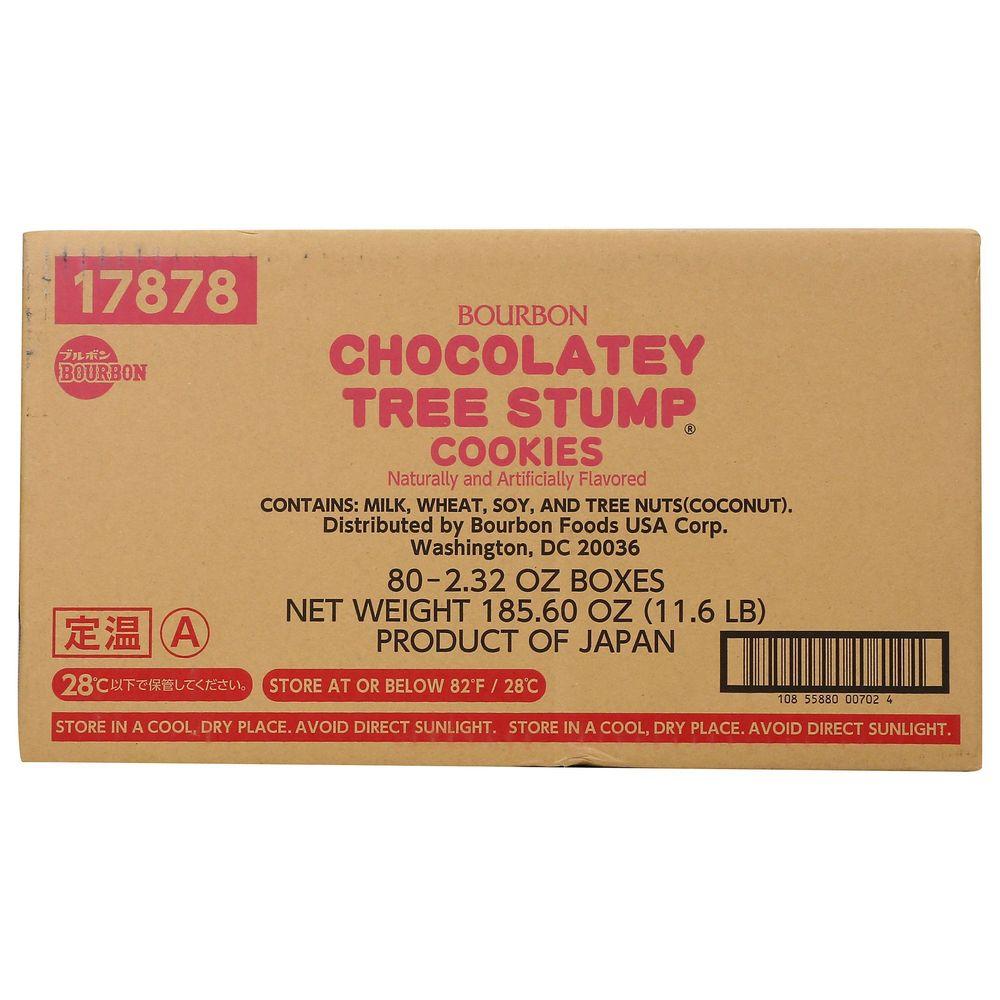 17878
ブルボン
BOURBON
BOURBON
CHOCOLATEY
TREE STUMP®
COOKIES
Naturally and Artificially Flavored
CONTAINS: MILK, WHEAT, SOY, AND TREE NUTS(COCONUT).
Distributed by Bourbon Foods USA Corp.
Washington, DC 20036
80-2.32 OZ BOXES
NET WEIGHT 185.60 OZ (11.6 LB)
PRODUCT OF JAPAN
定温 A
28℃以下で保管してください。 STORE AT OR BELOW 82°F / 28℃
108 55880 00702 4
STORE IN A COOL, DRY PLACE. AVOID DIRECT SUNLIGHT. STORE IN A COOL, DRY PLACE. AVOID DIRECT SUNLIGHT.